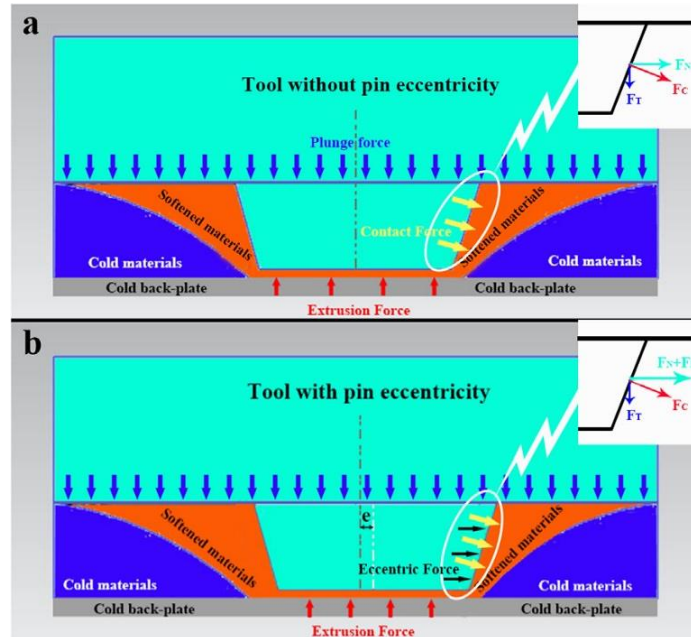 a
Tool without pin eccentricity
FN
FC
FT
Plunge force
Softened materials
Contact Force
Softened materials
Cold materials
Cold materials
Cold back-plate
Cold back-plate
Extrusion Force
b
Tool with pin eccentricity
FC
FT
e
Softened materials
Eccentric Force
Softened materials
Cold materials
Cold materials
Cold back-plate
Cold back-plate
Extrusion Force